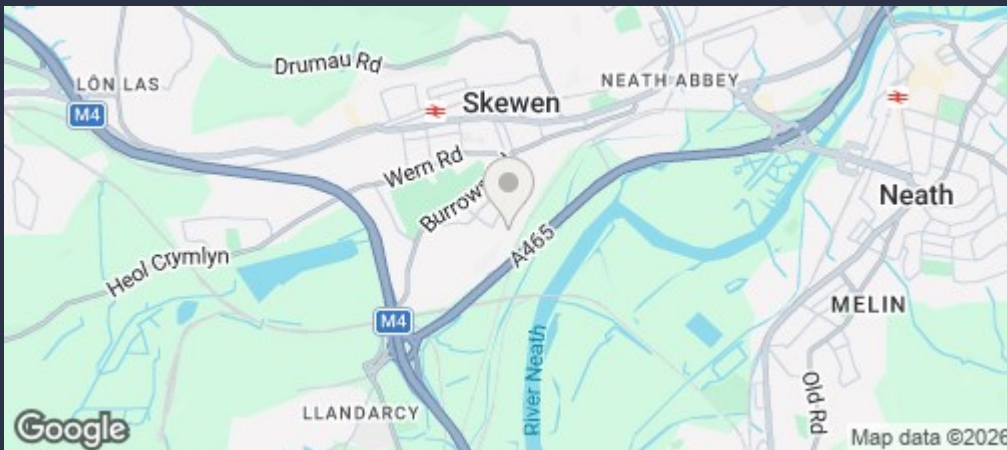 Drumau Rd
LÔN LAS
NEATH ABBEY
Skewen
M4
Wern Rd
Neath
A465
Heol Crymlyn
MELIN
M4
River Neath
Old Rd
LLANDARCY
Google
Map data ©2026